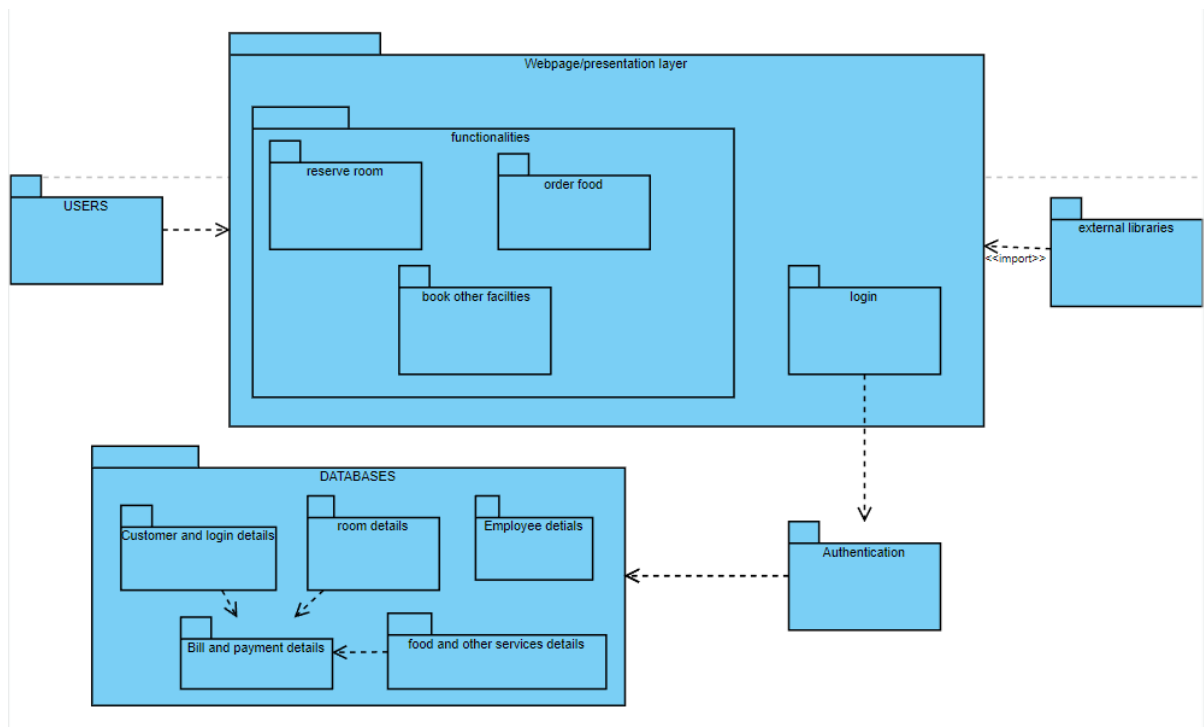 Webpage/presentation layer
functionalities
reserve room
order food
USERS
external libraries
<<import>>
book other facilties
login
DATABASES
Customer and login details
room details
Employee detials
Authentication
Bill and payment details
food and other services details